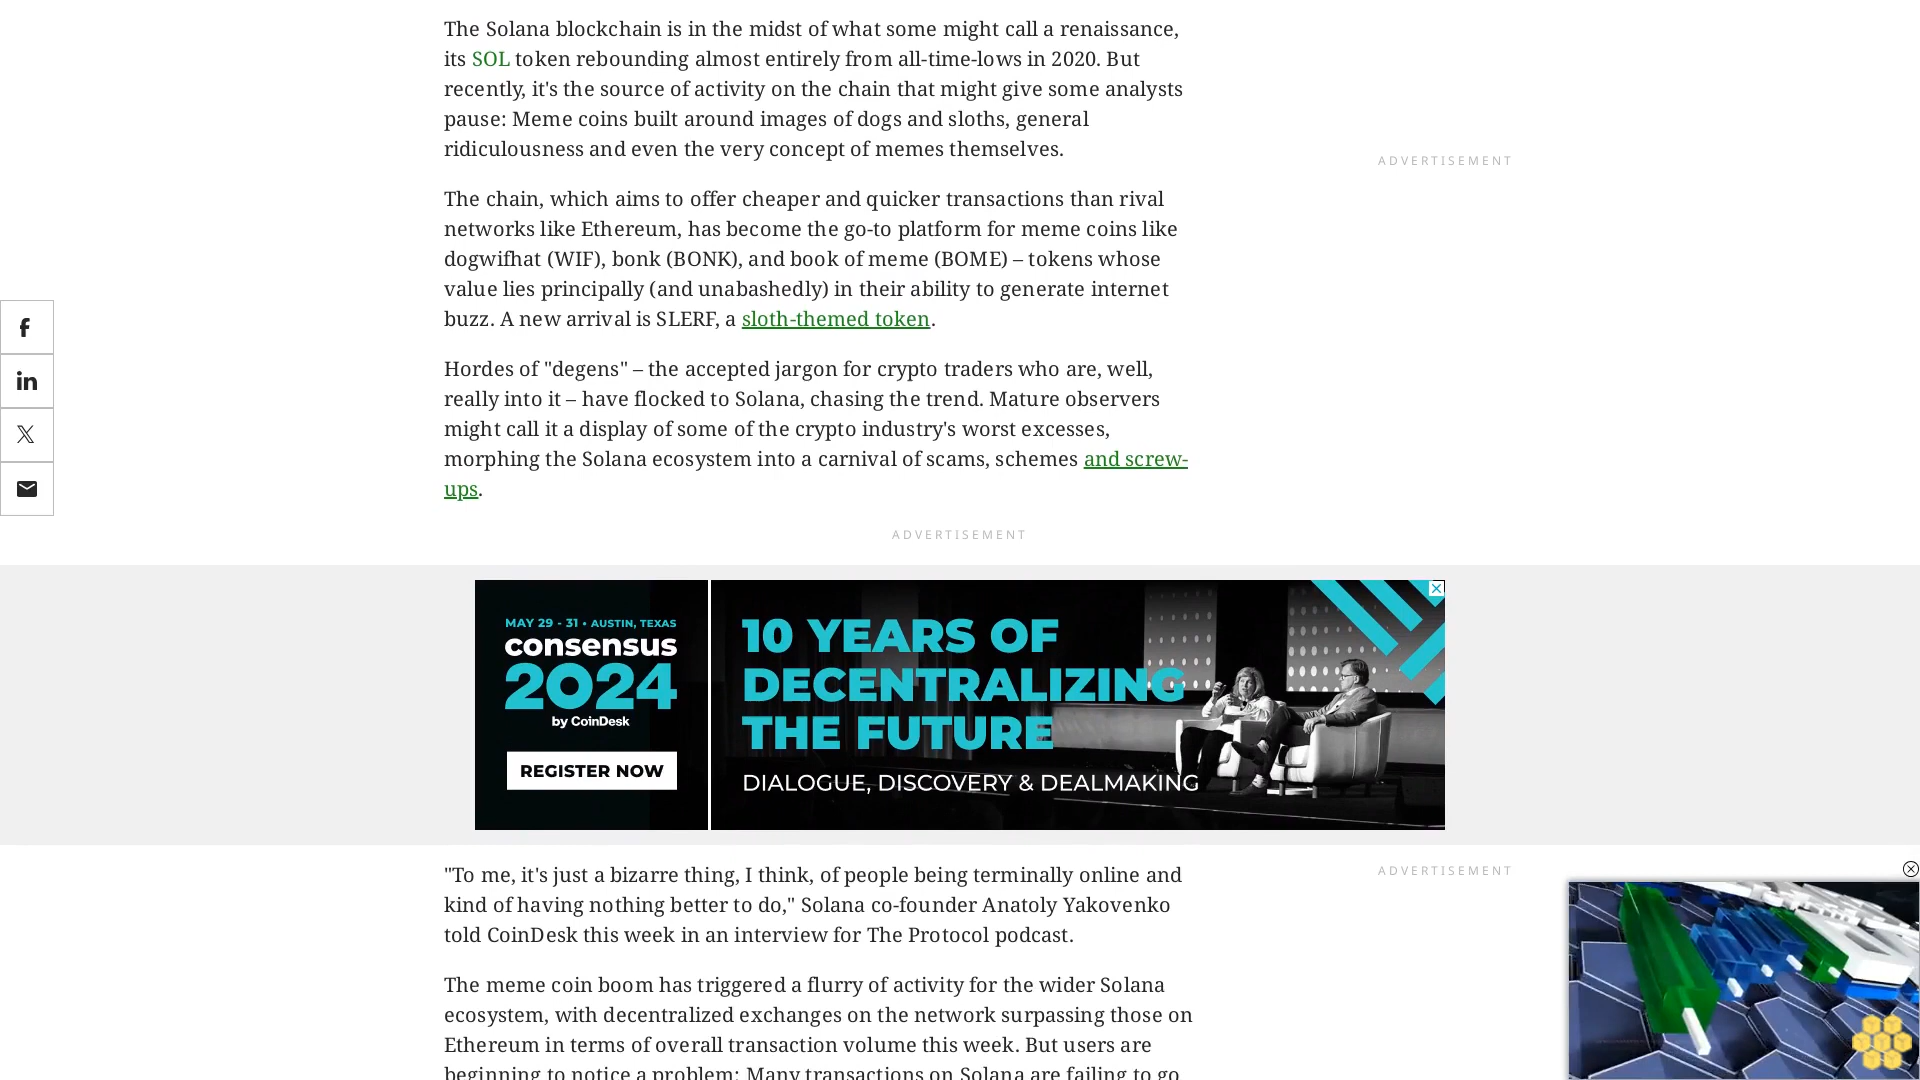 The Solana blockchain is in the midst of what some might call a renaissance,
its SOL token rebounding almost entirely from all-time-lows in 2020. But
recently, it's the source of activity on the chain that might give some analysts
pause: Meme coins built around images of dogs and sloths, general
ridiculousness and even the very concept of memes themselves.
ADVERTISEMENT
The chain, which aims to offer cheaper and quicker transactions than rival
networks like Ethereum, has become the go-to platform for meme coins like
dogwifhat (WIF), bonk (BONK), and book of meme (BOME) – tokens whose
value lies principally (and unabashedly) in their ability to generate internet
buzz. A new arrival is SLERF, a sloth-themed token.
Hordes of "degens" – the accepted jargon for crypto traders who are, well,
really into it – have flocked to Solana, chasing the trend. Mature observers
might call it a display of some of the crypto industry's worst excesses,
morphing the Solana ecosystem into a carnival of scams, schemes and screw-
ups.
ADVERTISEMENT
MAY 29 - 31 • AUSTIN, TEXAS
consensus
2024
by CoinDesk
REGISTER NOW
10 YEARS OF
DECENTRALIZING
THE FUTURE
DIALOGUE, DISCOVERY & DEALMAKING
"To me, it's just a bizarre thing, I think, of people being terminally online and
kind of having nothing better to do," Solana co-founder Anatoly Yakovenko
told CoinDesk this week in an interview for The Protocol podcast.
ADVERTISEMENT
The meme coin boom has triggered a flurry of activity for the wider Solana
ecosystem, with decentralized exchanges on the network surpassing those on
Ethereum in terms of overall transaction volume this week. But users are
beginning to notice a problem: Many transactions on Solana are failing to go